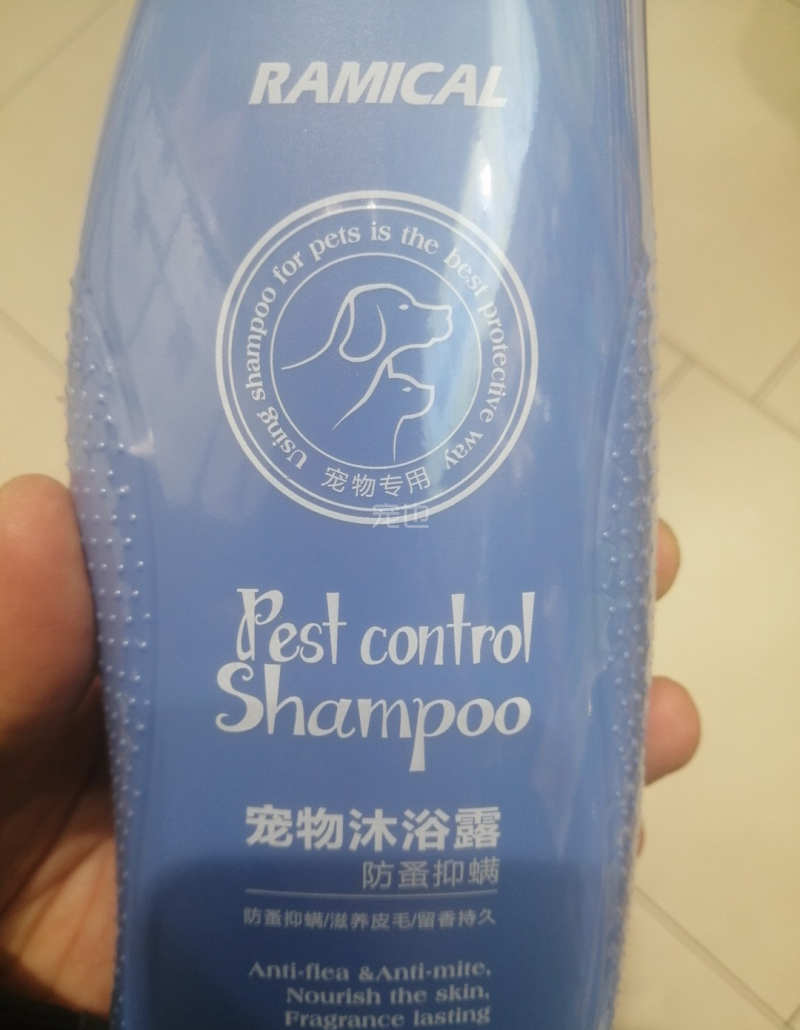 RAMICAL
Using shampoo for pets is the best protective way
宠物专用
宠也
Pest control
Shampoo
宠物沐浴露
防蚤抑螨
防蚤抑螨/滋养皮毛/留香持久
Anti-flea &Anti-mite,
Nourish the skin,
Fragrance lasting